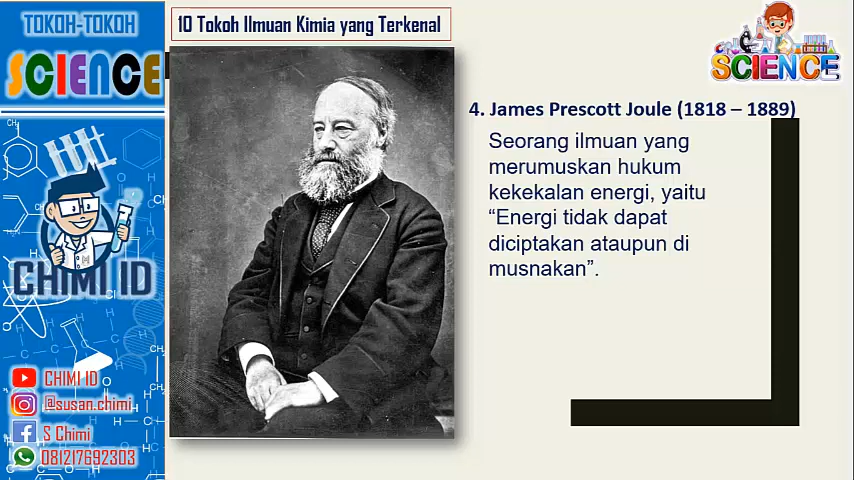 TOKOH-TOKOH
SCIENCE
CHIMI ID
CHIMI ID
@susan.chimi
S Chimi
081217692303
10 Tokoh Ilmuan Kimia yang Terkenal
SCIENCE
4. James Prescott Joule (1818 – 1889)
Seorang ilmuan yang
merumuskan hukum
kekekalan energi, yaitu
“Energi tidak dapat
diciptakan ataupun di
musnakan”.